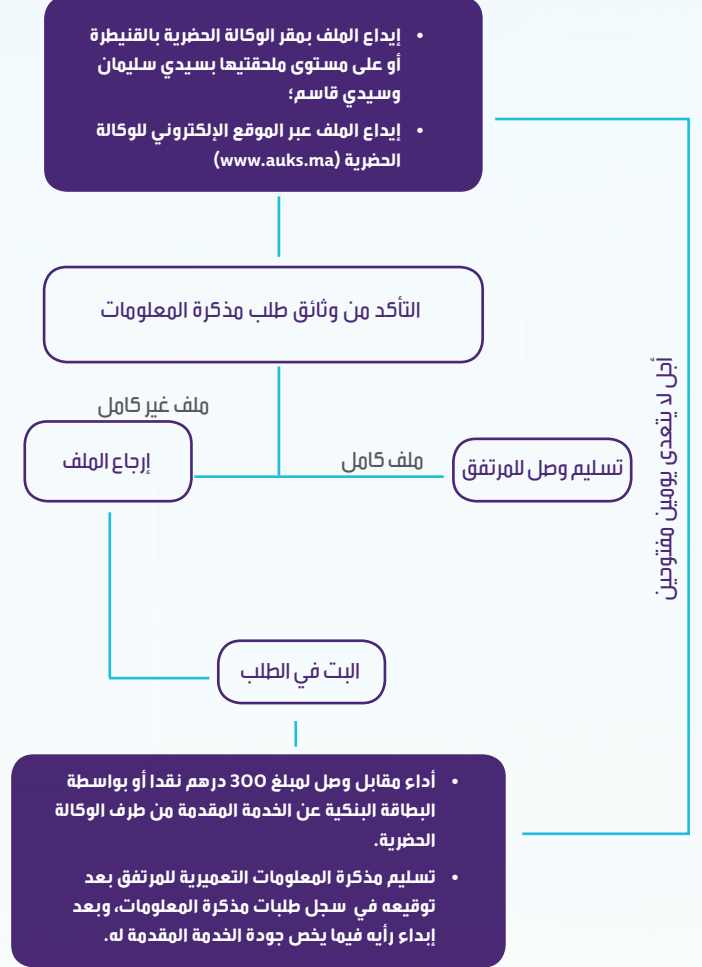 • إيداع الملف بمقر الوكالة الحضرية بالقنيطرة
أو على مستوى ملحقتيها بسيدي سليمان
وسيدي قاسم؛
• إيداع الملف عبر الموقع الإلكتروني للوكالة
الحضرية (www.auks.ma)
التأكد من وثائق طلب مذكرة المعلومات
ملف غير كامل
إرجاع الملف
ملف كامل
تسليم وصل للمرتفق
أجل لا يتعدى يومين مفتوحين
البت في الطلب
• أداء مقابل وصل لمبلغ 300 درهم نقدا أو بواسطة
البطاقة البنكية عن الخدمة المقدمة من طرف الوكالة
الحضرية.
• تسليم مذكرة المعلومات التعميرية للمرتفق بعد
توقيعه في سجل طلبات مذكرة المعلومات، وبعد
إبداء رأيه فيما يخص جودة الخدمة المقدمة له.